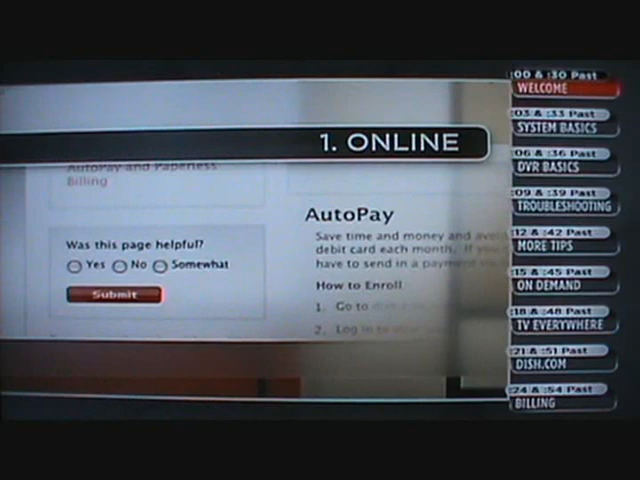 :00 & :30 Past
WELCOME
1. ONLINE
:03 & :33 Past
SYSTEM BASICS
:06 & :36 Past
DVR BASICS
:09 & :39 Past
TROUBLESHOOTING
:12 & :42 Past
MORE TIPS
:15 & :45 Past
ON DEMAND
:18 & :48 Past
TV EVERYWHERE
:21 & :51 Past
DISH.COM
:24 & :54 Past
BILLING
AutoPay and Paperless
Billing
Was this page helpful?
Yes No Somewhat
Submit
AutoPay
Save time and money and
debit card each month. If you
have to send in a payment
How to Enroll
1. Go to
2. Log in to